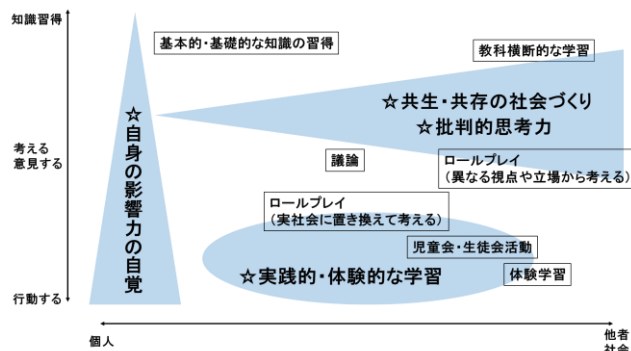 知識習得
基本的・基礎的な知識の習得
教科横断的な学習
☆共生・共存の社会づくり
☆批判的思考力
☆自身の影響力の自覚
考える
意見する
議論
ロールプレイ
(異なる視点や立場から考える)
ロールプレイ
(実社会に置き換えて考える)
児童会・生徒会活動
☆実践的・体験的な学習
体験学習
行動する
個人
他者
社会